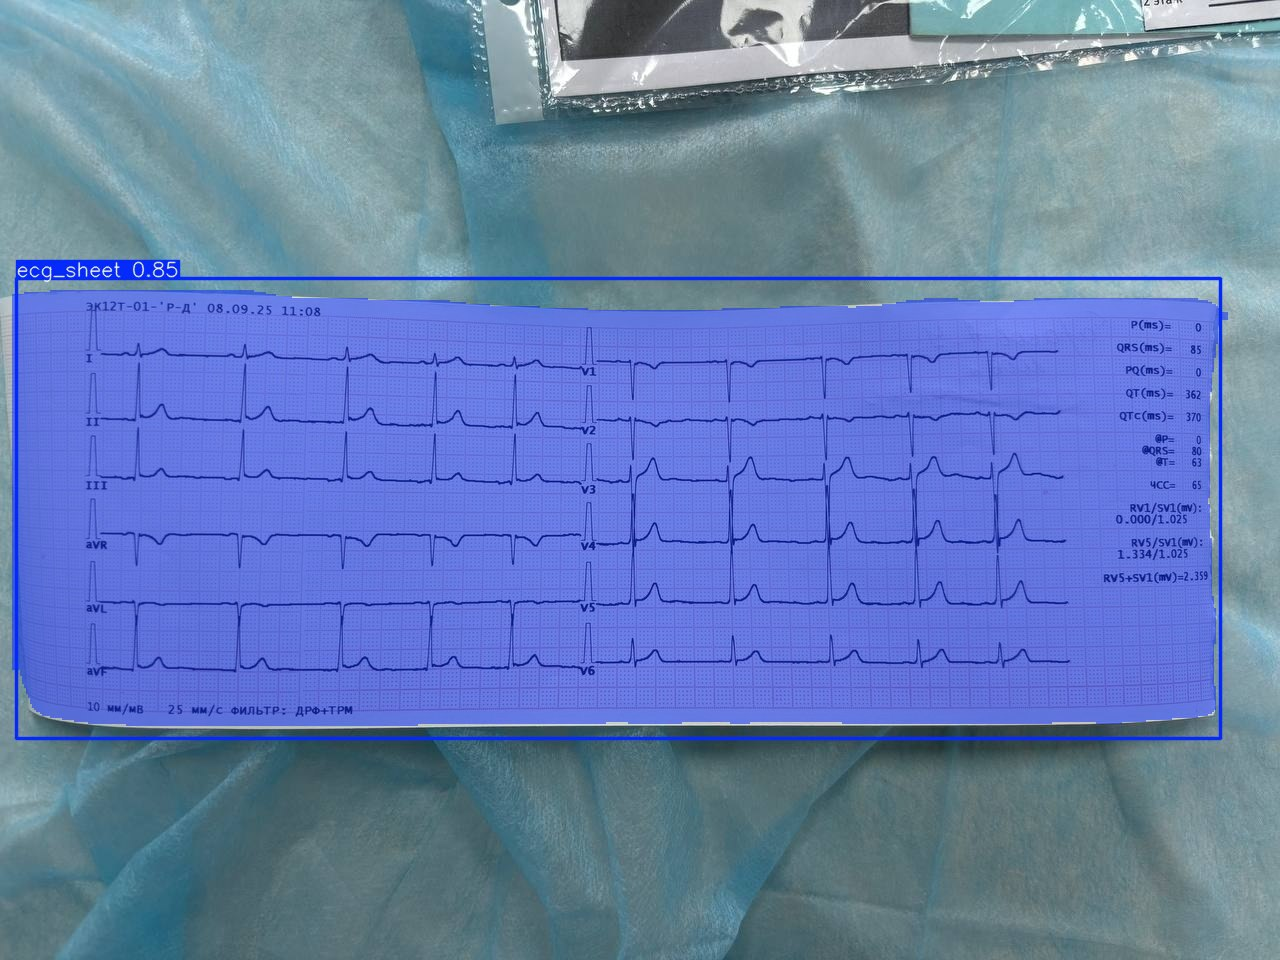 ecg_sheet 0.85
ЭК12Т-01-'Р-Д' 08.09.25 11:08
I
II
III
aVR
aVL
aVF
V1
V2
V3
V4
V5
V6
P(ms)= 0
QRS(ms)= 85
PQ(ms)= 0
QT(ms)= 362
QTc(ms)= 370
@P= 0
@QRS= 80
@T= 63
ЧСС= 65
RV1/SV1(mV):
0.000/1.025
RV5/SV1(mV):
1.334/1.025
RV5+SV1(mV)=2.359
10 мм/мВ 25 мм/с ФИЛЬТР: ДРФ+ТРМ